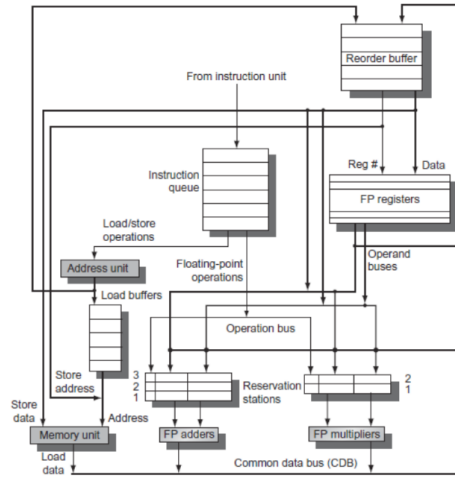 Reorder buffer
From instruction unit
Reg #
Data
Instruction
queue
FP registers
Load/store
operations
Operand
buses
Floating-point
operations
Address unit
Load buffers
Operation bus
Store
address
3
2
1
Reservation
stations
2
1
Store
data
Address
Memory unit
FP adders
FP multipliers
Load
data
Common data bus (CDB)